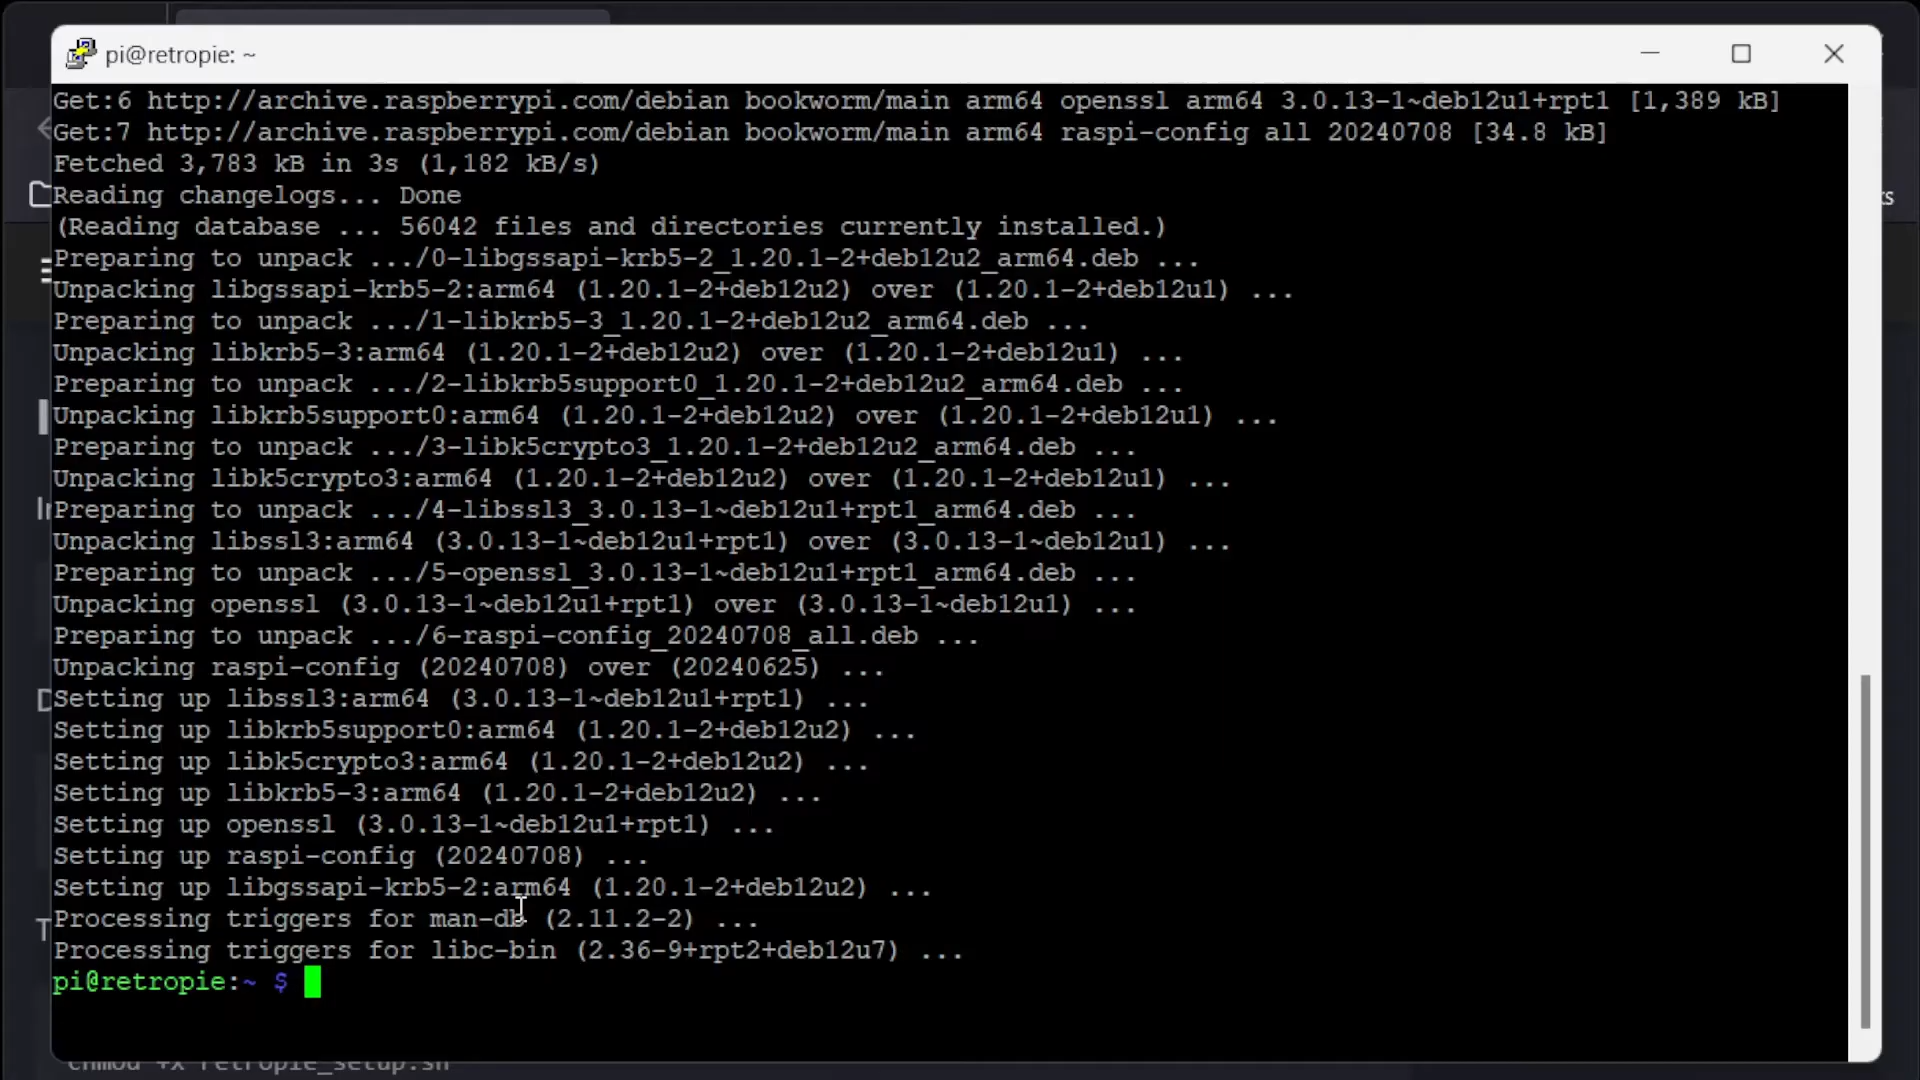 pi@retropie: ~
Get:6 http://archive.raspberrypi.com/debian bookworm/main arm64 openssl arm64 3.0.13-1~deb12u1+rpt1 [1,389 kB]
Get:7 http://archive.raspberrypi.com/debian bookworm/main arm64 raspi-config all 20240708 [34.8 kB]
Fetched 3,783 kB in 3s (1,182 kB/s)
Reading changelogs... Done
(Reading database ... 56042 files and directories currently installed.)
Preparing to unpack .../0-libgssapi-krb5-2_1.20.1-2+deb12u2_arm64.deb ...
Unpacking libgssapi-krb5-2:arm64 (1.20.1-2+deb12u2) over (1.20.1-2+deb12u1) ...
Preparing to unpack .../1-libkrb5-3_1.20.1-2+deb12u2_arm64.deb ...
Unpacking libkrb5-3:arm64 (1.20.1-2+deb12u2) over (1.20.1-2+deb12u1) ...
Preparing to unpack .../2-libkrb5support0_1.20.1-2+deb12u2_arm64.deb ...
Unpacking libkrb5support0:arm64 (1.20.1-2+deb12u2) over (1.20.1-2+deb12u1) ...
Preparing to unpack .../3-libk5crypto3_1.20.1-2+deb12u2_arm64.deb ...
Unpacking libk5crypto3:arm64 (1.20.1-2+deb12u2) over (1.20.1-2+deb12u1) ...
Preparing to unpack .../4-libssl3_3.0.13-1~deb12u1+rpt1_arm64.deb ...
Unpacking libssl3:arm64 (3.0.13-1~deb12u1+rpt1) over (3.0.13-1~deb12u1) ...
Preparing to unpack .../5-openssl_3.0.13-1~deb12u1+rpt1_arm64.deb ...
Unpacking openssl (3.0.13-1~deb12u1+rpt1) over (3.0.13-1~deb12u1) ...
Preparing to unpack .../6-raspi-config_20240708_all.deb ...
Unpacking raspi-config (20240708) over (20240625) ...
Setting up libssl3:arm64 (3.0.13-1~deb12u1+rpt1) ...
Setting up libkrb5support0:arm64 (1.20.1-2+deb12u2) ...
Setting up libk5crypto3:arm64 (1.20.1-2+deb12u2) ...
Setting up libkrb5-3:arm64 (1.20.1-2+deb12u2) ...
Setting up openssl (3.0.13-1~deb12u1+rpt1) ...
Setting up raspi-config (20240708) ...
Setting up libgssapi-krb5-2:arm64 (1.20.1-2+deb12u2) ...
Processing triggers for man-db (2.11.2-2) ...
Processing triggers for libc-bin (2.36-9+rpt2+deb12u7) ...
pi@retropie:~ $
chmod +x retropie_setup.sh